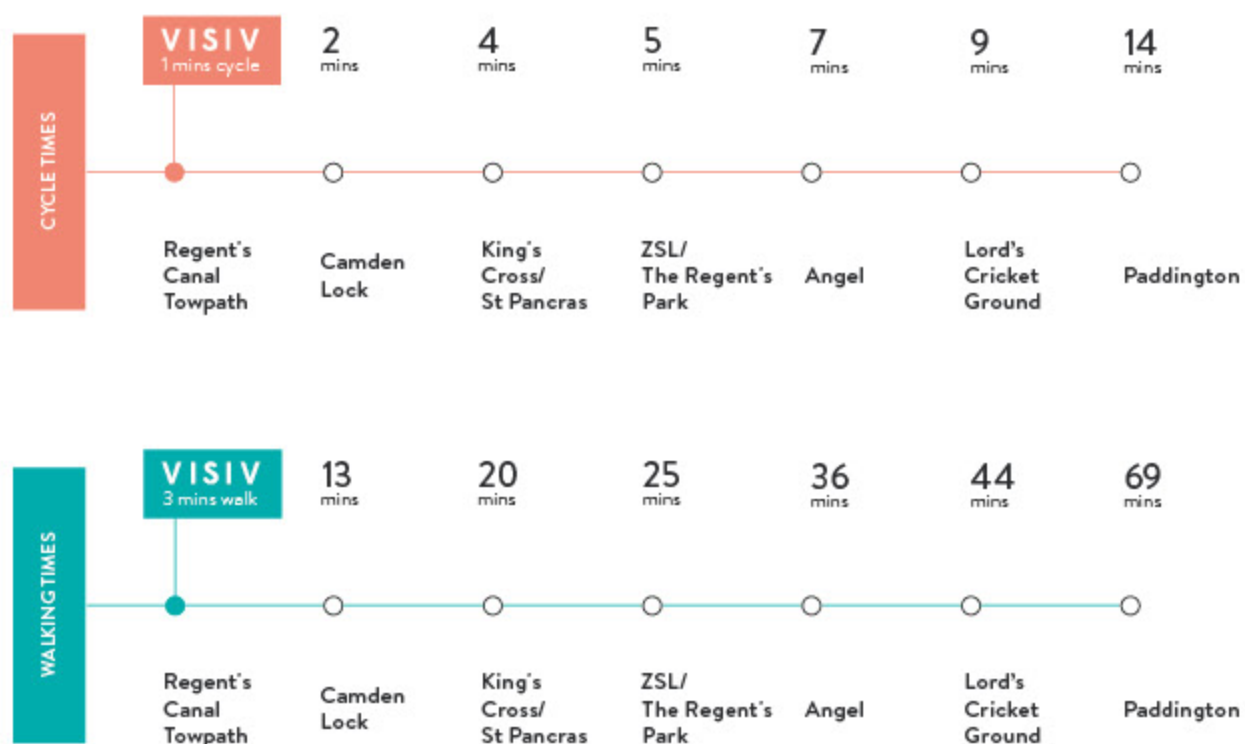 CYCLE TIMES
VISIV
1 mins cycle
2
mins
4
mins
5
mins
7
mins
9
mins
14
mins
Regent's
Canal
Towpath
Camden
Lock
King's
Cross/
St Pancras
ZSL/
The Regent's
Park
Angel
Lord's
Cricket
Ground
Paddington
WALKING TIMES
VISIV
3 mins walk
13
mins
20
mins
25
mins
36
mins
44
mins
69
mins
Regent's
Canal
Towpath
Camden
Lock
King's
Cross/
St Pancras
ZSL/
The Regent's
Park
Angel
Lord's
Cricket
Ground
Paddington